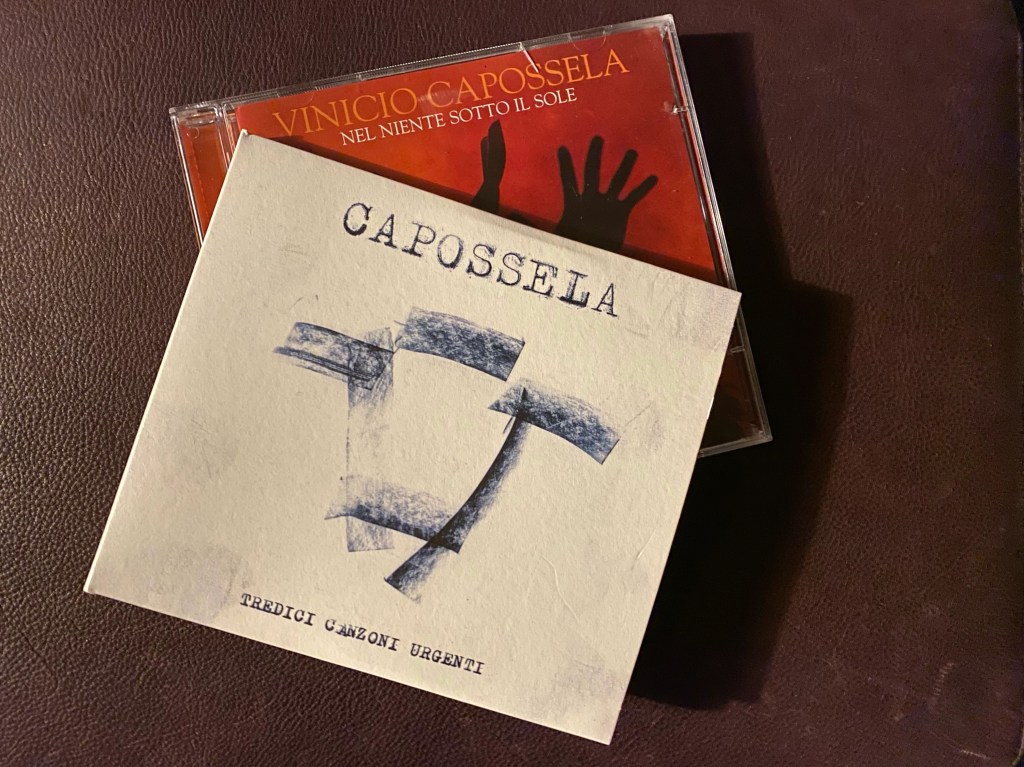 VINICIO CAPOSSELA
NEL NIENTE SOTTO IL SOLE
CAPOSSELA
TREDICI CANZONI URGENTI